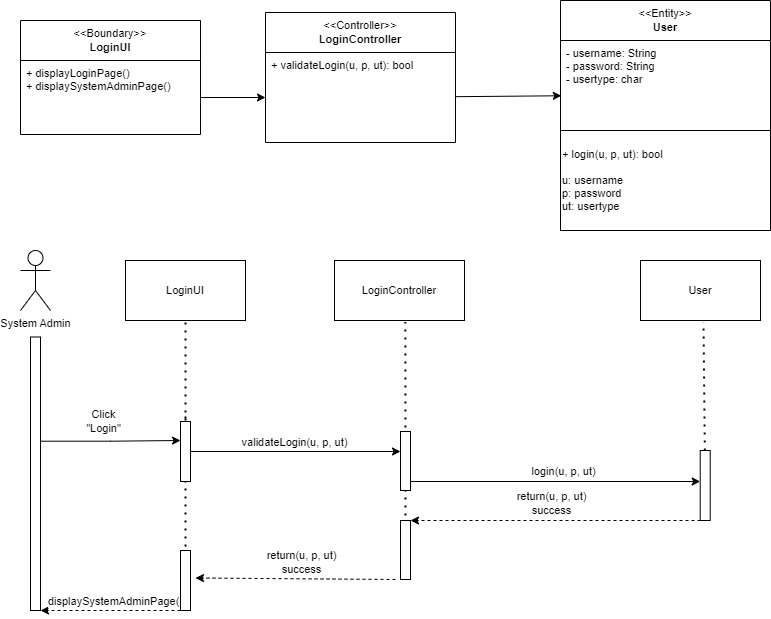 <<Boundary>>
LoginUI
+ displayLoginPage()
+ displaySystemAdminPage()
<<Controller>>
LoginController
+ validateLogin(u, p, ut): bool
<<Entity>>
User
- username: String
- password: String
- usertype: char
+ login(u, p, ut): bool
u: username
p: password
ut: usertype
System Admin
LoginUI
LoginController
User
Click
"Login"
validateLogin(u, p, ut)
login(u, p, ut)
return(u, p, ut)
success
return(u, p, ut)
success
displaySystemAdminPage(